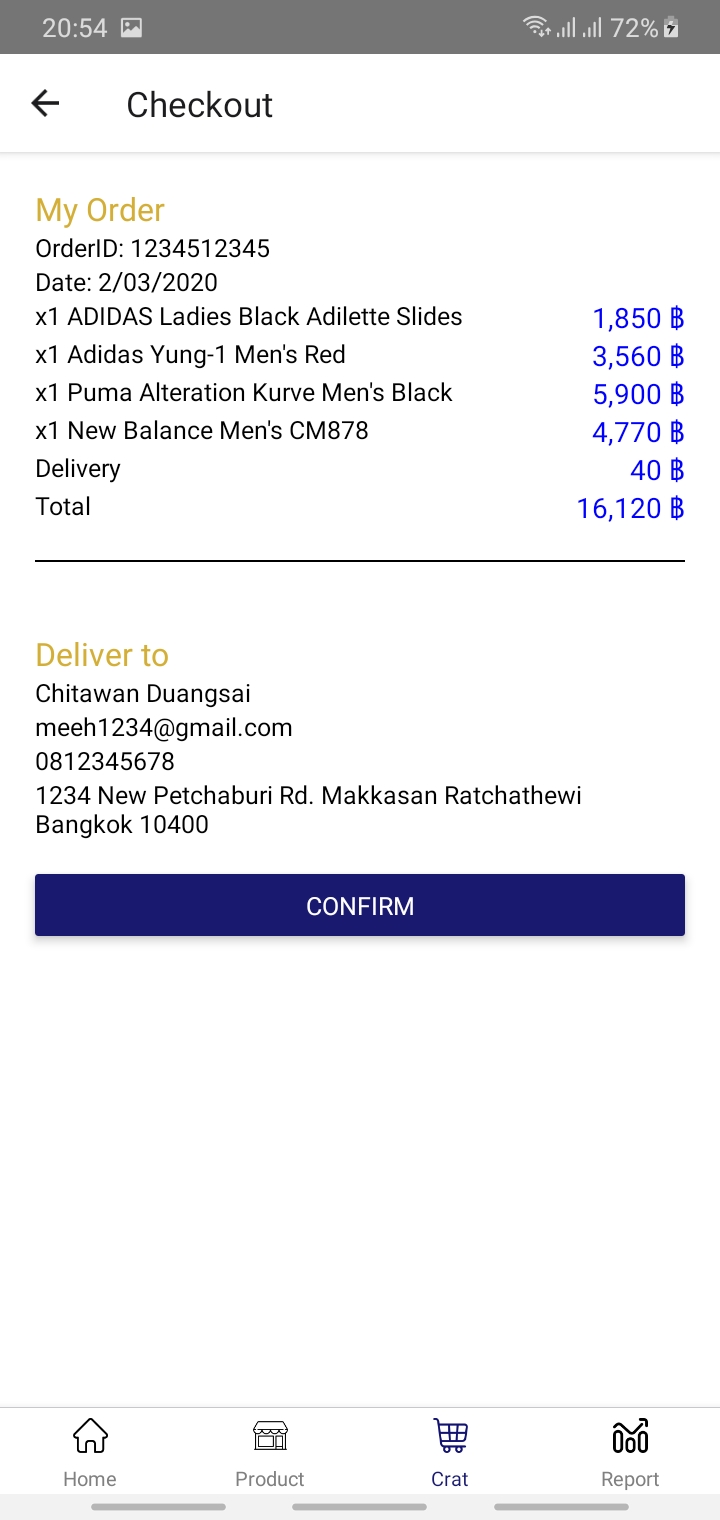 20:54 72%
Checkout
My Order
OrderID: 1234512345
Date: 2/03/2020
x1 ADIDAS Ladies Black Adilette Slides 1,850 ฿
x1 Adidas Yung-1 Men's Red 3,560 ฿
x1 Puma Alteration Kurve Men's Black 5,900 ฿
x1 New Balance Men's CM878 4,770 ฿
Delivery 40 ฿
Total 16,120 ฿
Deliver to
Chitawan Duangsai
meeh1234@gmail.com
0812345678
1234 New Petchaburi Rd. Makkasan Ratchathewi
Bangkok 10400
CONFIRM
Home Product Crat Report